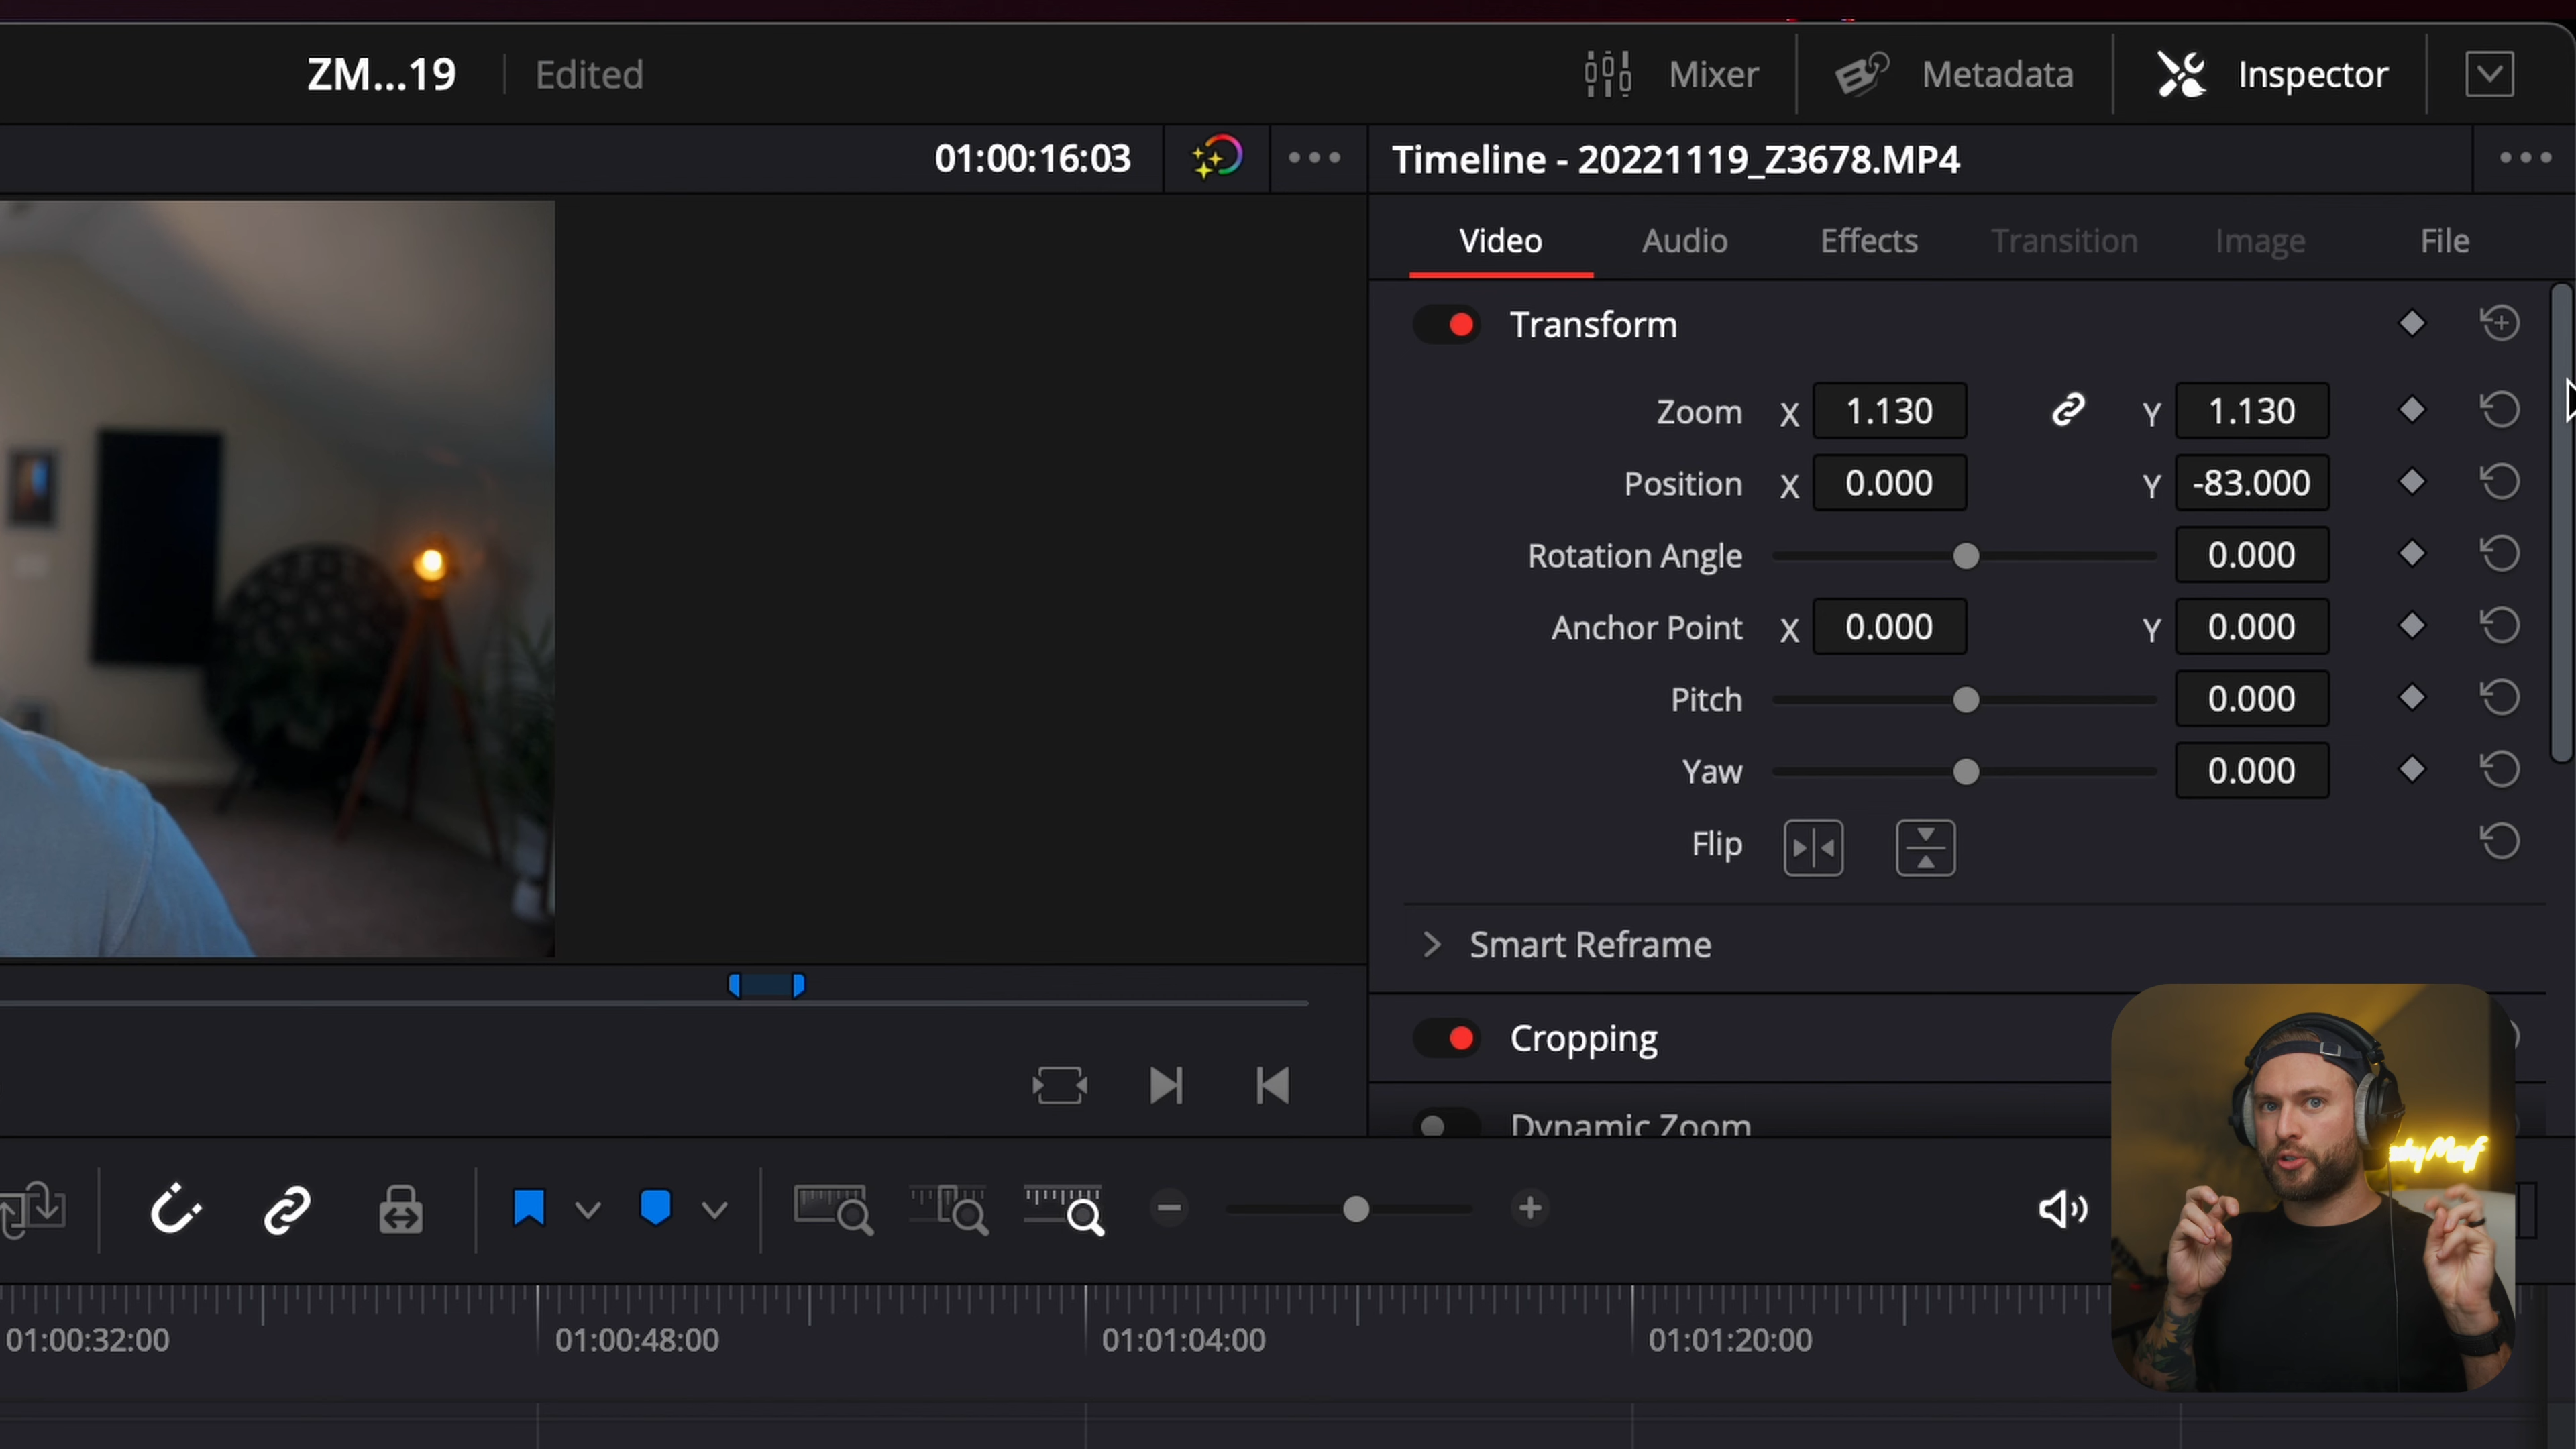 ZM...19
Edited
Mixer
Metadata
Inspector
01:00:16:03
Timeline - 20221119_Z3678.MP4
Video
Audio
Effects
Transition
Image
File
Transform
Zoom X 1.130 Y 1.130
Position X 0.000 Y -83.000
Rotation Angle 0.000
Anchor Point X 0.000 Y 0.000
Pitch 0.000
Yaw 0.000
Flip
Smart Reframe
Cropping
Dynamic Zoom
01:00:32:00
01:00:48:00
01:01:04:00
01:01:20:00